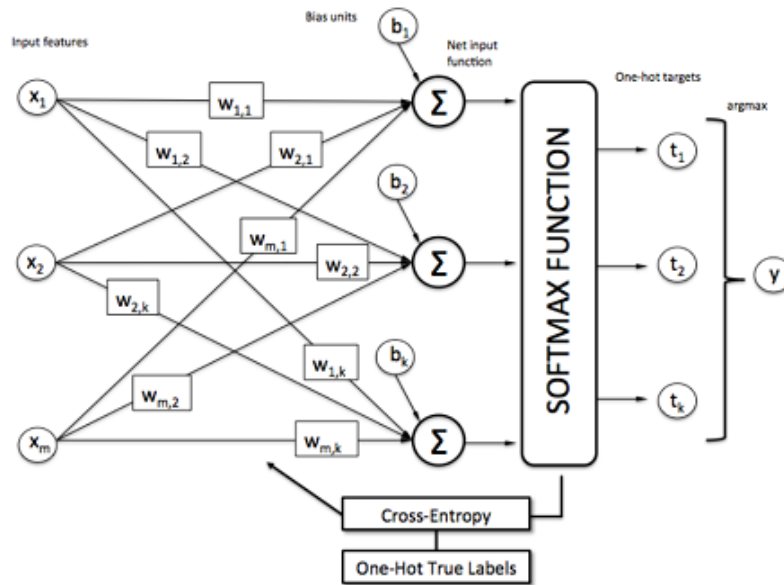 Input features
Bias units
b1
Net input
function
One-hot targets
argmax
x1
w1,1
Σ
w1,2
w2,1
t1
b2
wm,1
x2
w2,2
Σ
t2
y
w2,k
SOFTMAX FUNCTION
bk
w1,k
wm,2
t k
xm
wm,k
Σ
Cross-Entropy
One-Hot True Labels